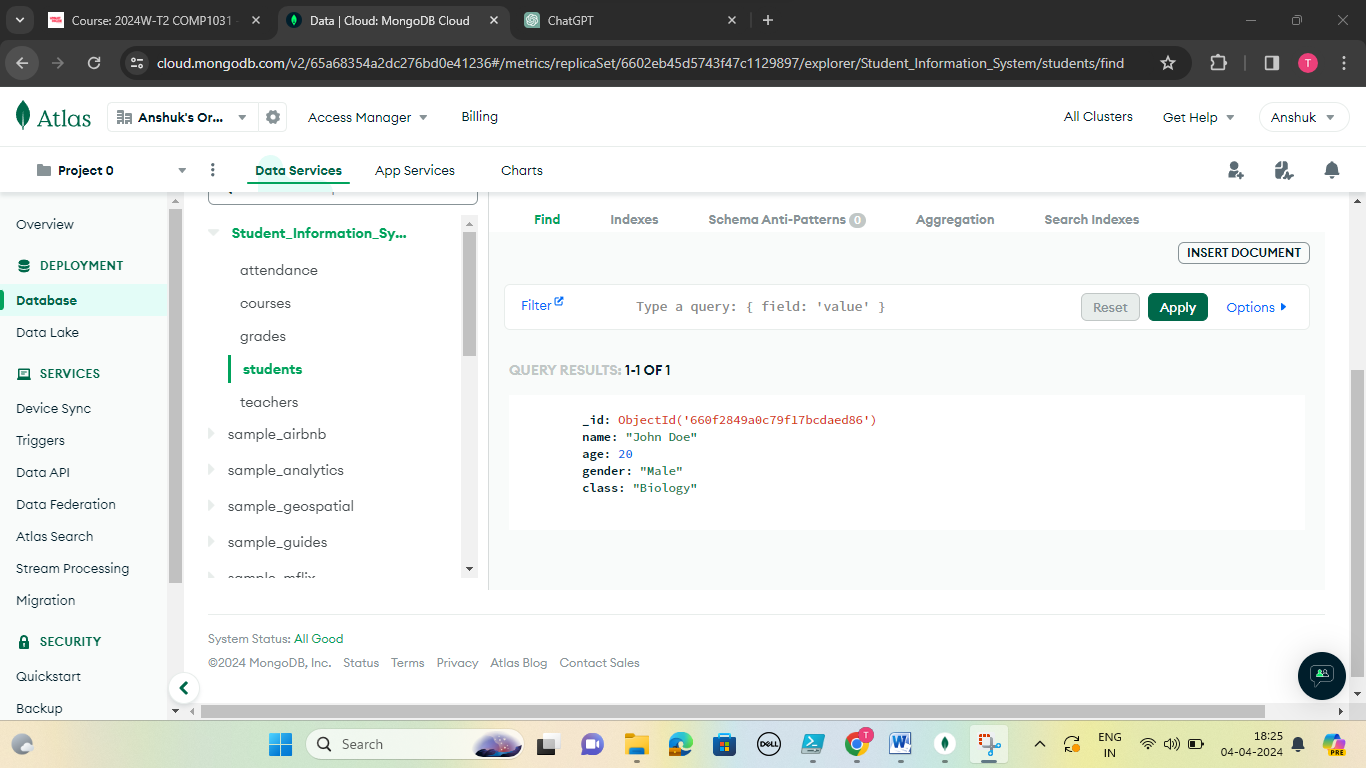 Course: 2024W-T2 COMP1031
Data | Cloud: MongoDB Cloud
ChatGPT
cloud.mongodb.com/v2/65a68354a2dc276bd0e41236#/metrics/replicaSet/6602eb45d5743f47c1129897/explorer/Student_Information_System/students/find
T
Atlas
Anshuk's Or...
Access Manager
Billing
All Clusters
Get Help
Anshuk
Project 0
Data Services
App Services
Charts
Overview
DEPLOYMENT
Database
Data Lake
SERVICES
Device Sync
Triggers
Data API
Data Federation
Atlas Search
Stream Processing
Migration
SECURITY
Quickstart
Backup
Student_Information_Sy...
attendance
courses
grades
students
teachers
sample_airbnb
sample_analytics
sample_geospatial
sample_guides
sample_mflix
Find
Indexes
Schema Anti-Patterns 0
Aggregation
Search Indexes
INSERT DOCUMENT
Filter
Type a query: { field: 'value' }
Reset
Apply
Options
QUERY RESULTS: 1-1 OF 1
_id: ObjectId('660f2849a0c79f17bcdaed86')
name: "John Doe"
age: 20
gender: "Male"
class: "Biology"
System Status: All Good
©2024 MongoDB, Inc. Status Terms Privacy Atlas Blog Contact Sales
Search
DELL
T
W
ENG
IN
18:25
04-04-2024
PRE